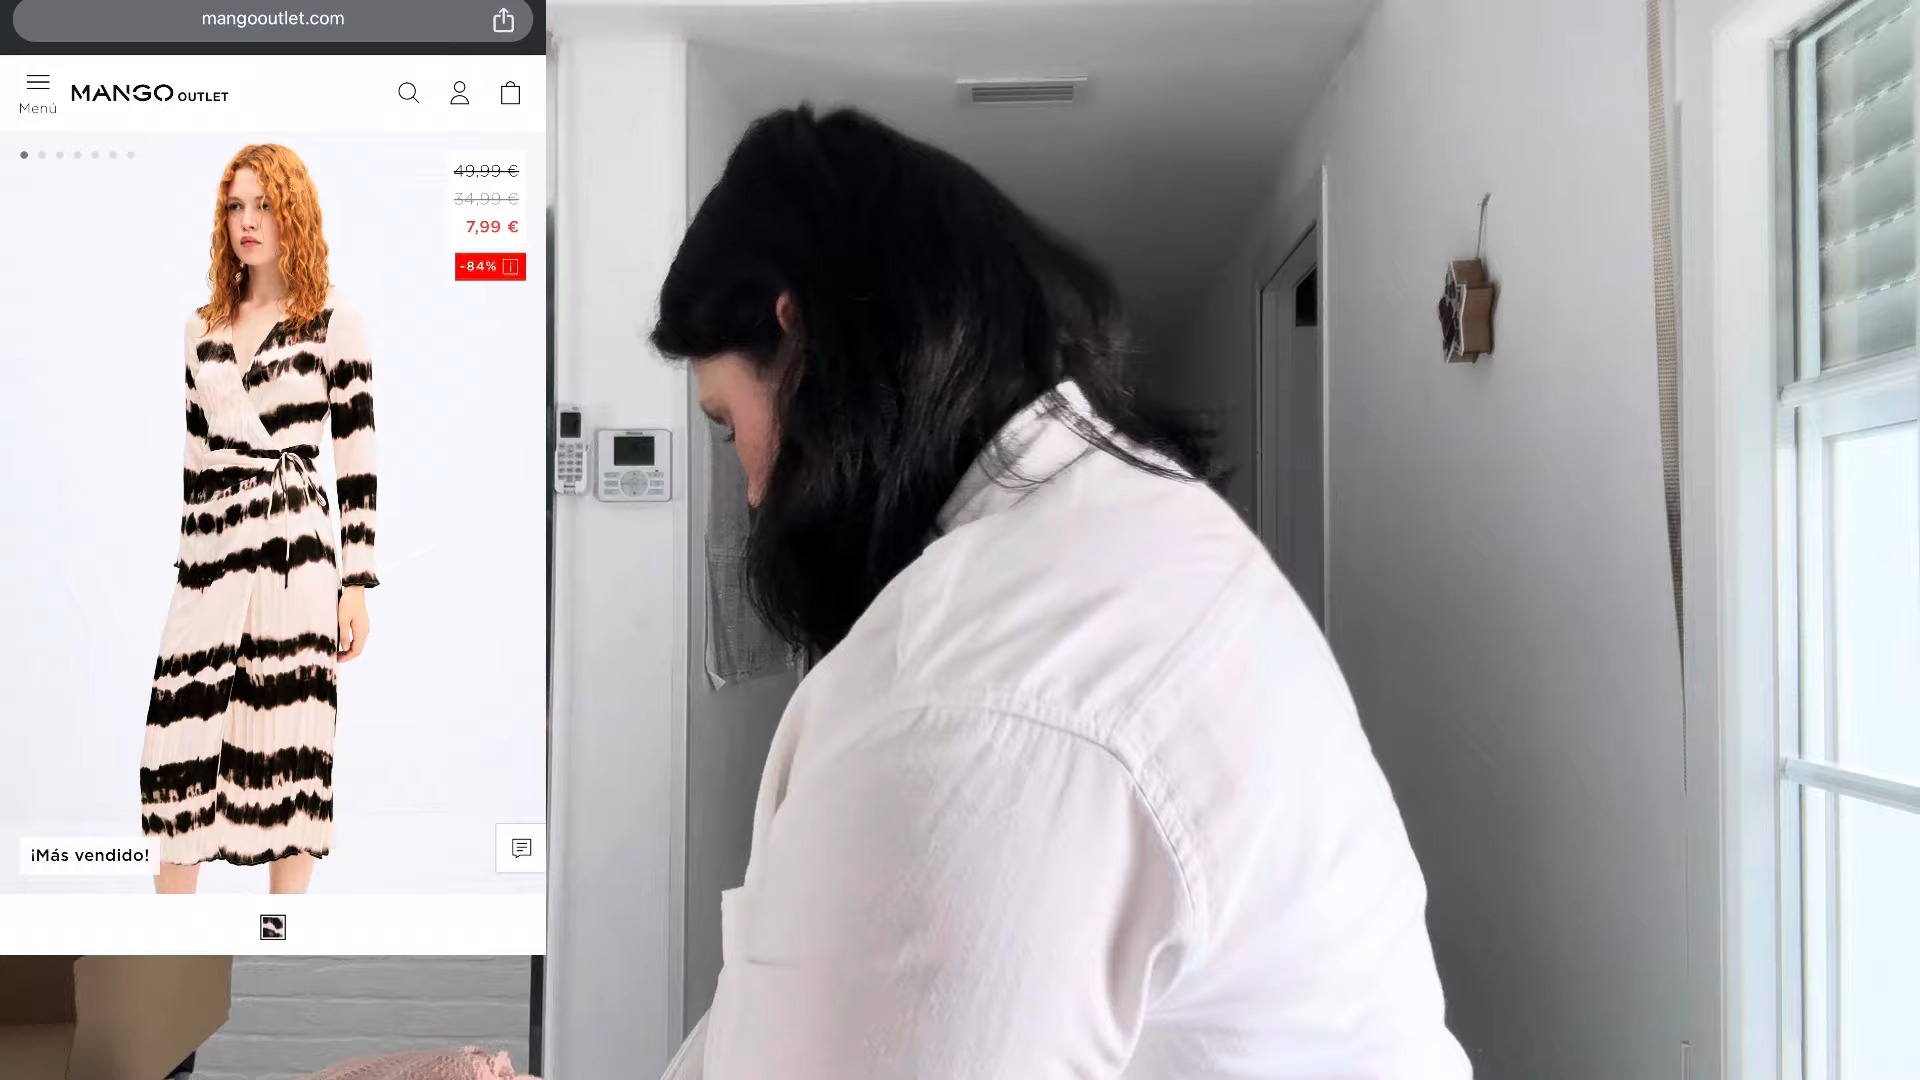 mangooutlet.com
Menú
MANGO OUTLET
49,99 €
34,99 €
7,99 €
-84% i
¡Más vendido!